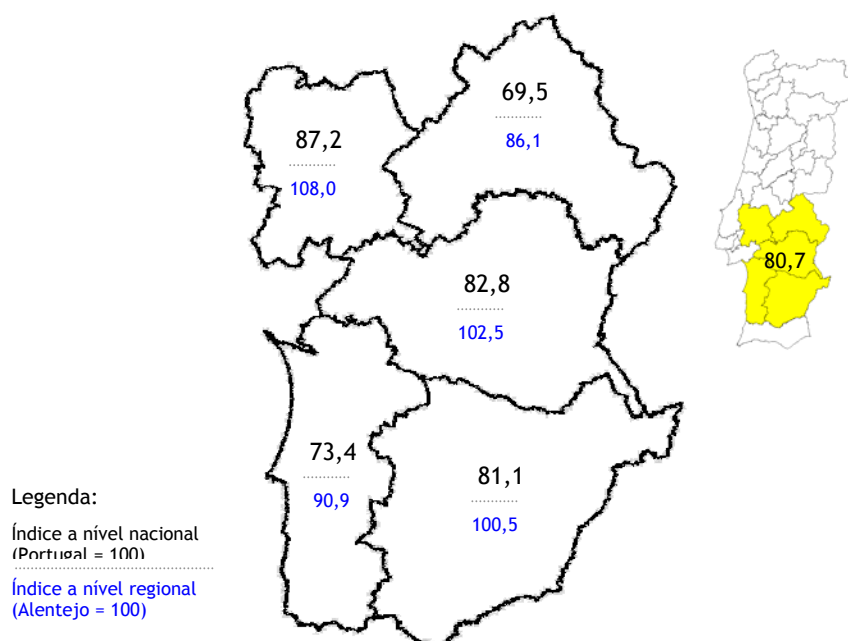 69,5
86,1
87,2
108,0
80,7
82,8
102,5
73,4
90,9
81,1
100,5
Legenda:
Índice a nível nacional
(Portugal = 100)
Índice a nível regional
(Alentejo = 100)